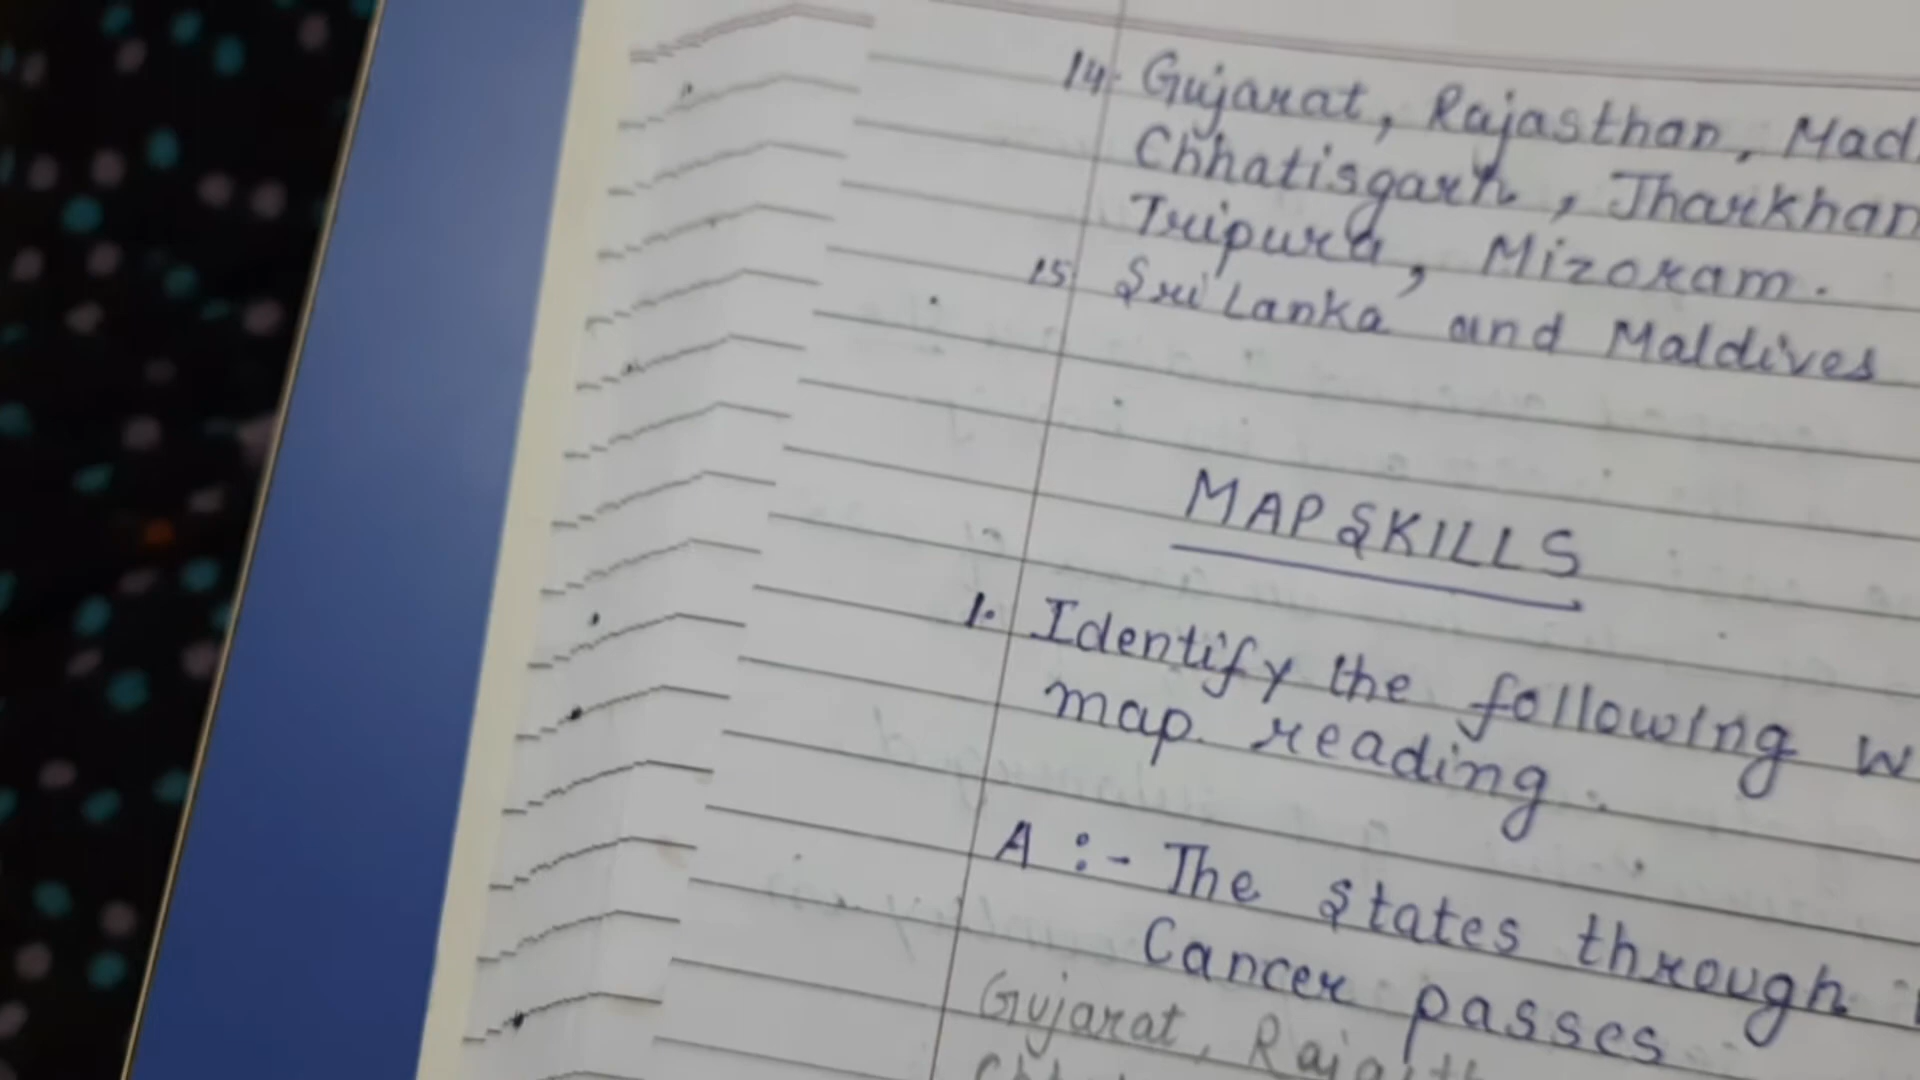 14. Gujarat, Rajasthan, Mad
Chhatisgarh, Jharkhan
Tripura, Mizoram.
15 Sri Lanka and Maldives
MAP SKILLS
1. Identify the following w
map reading.
A :- The States through
Cancer passes
Gujarat,